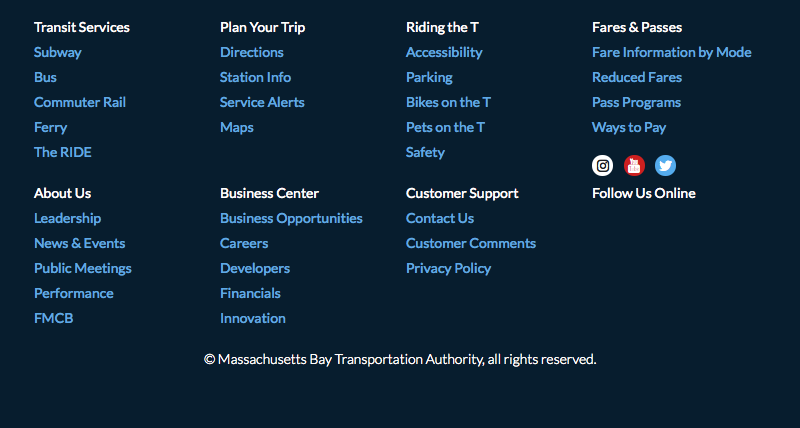 Transit Services
Subway
Bus
Commuter Rail
Ferry
The RIDE
Plan Your Trip
Directions
Station Info
Service Alerts
Maps
Riding the T
Accessibility
Parking
Bikes on the T
Pets on the T
Safety
Fares & Passes
Fare Information by Mode
Reduced Fares
Pass Programs
Ways to Pay
About Us
Leadership
News & Events
Public Meetings
Performance
FMCB
Business Center
Business Opportunities
Careers
Developers
Financials
Innovation
Customer Support
Contact Us
Customer Comments
Privacy Policy
Follow Us Online
© Massachusetts Bay Transportation Authority, all rights reserved.